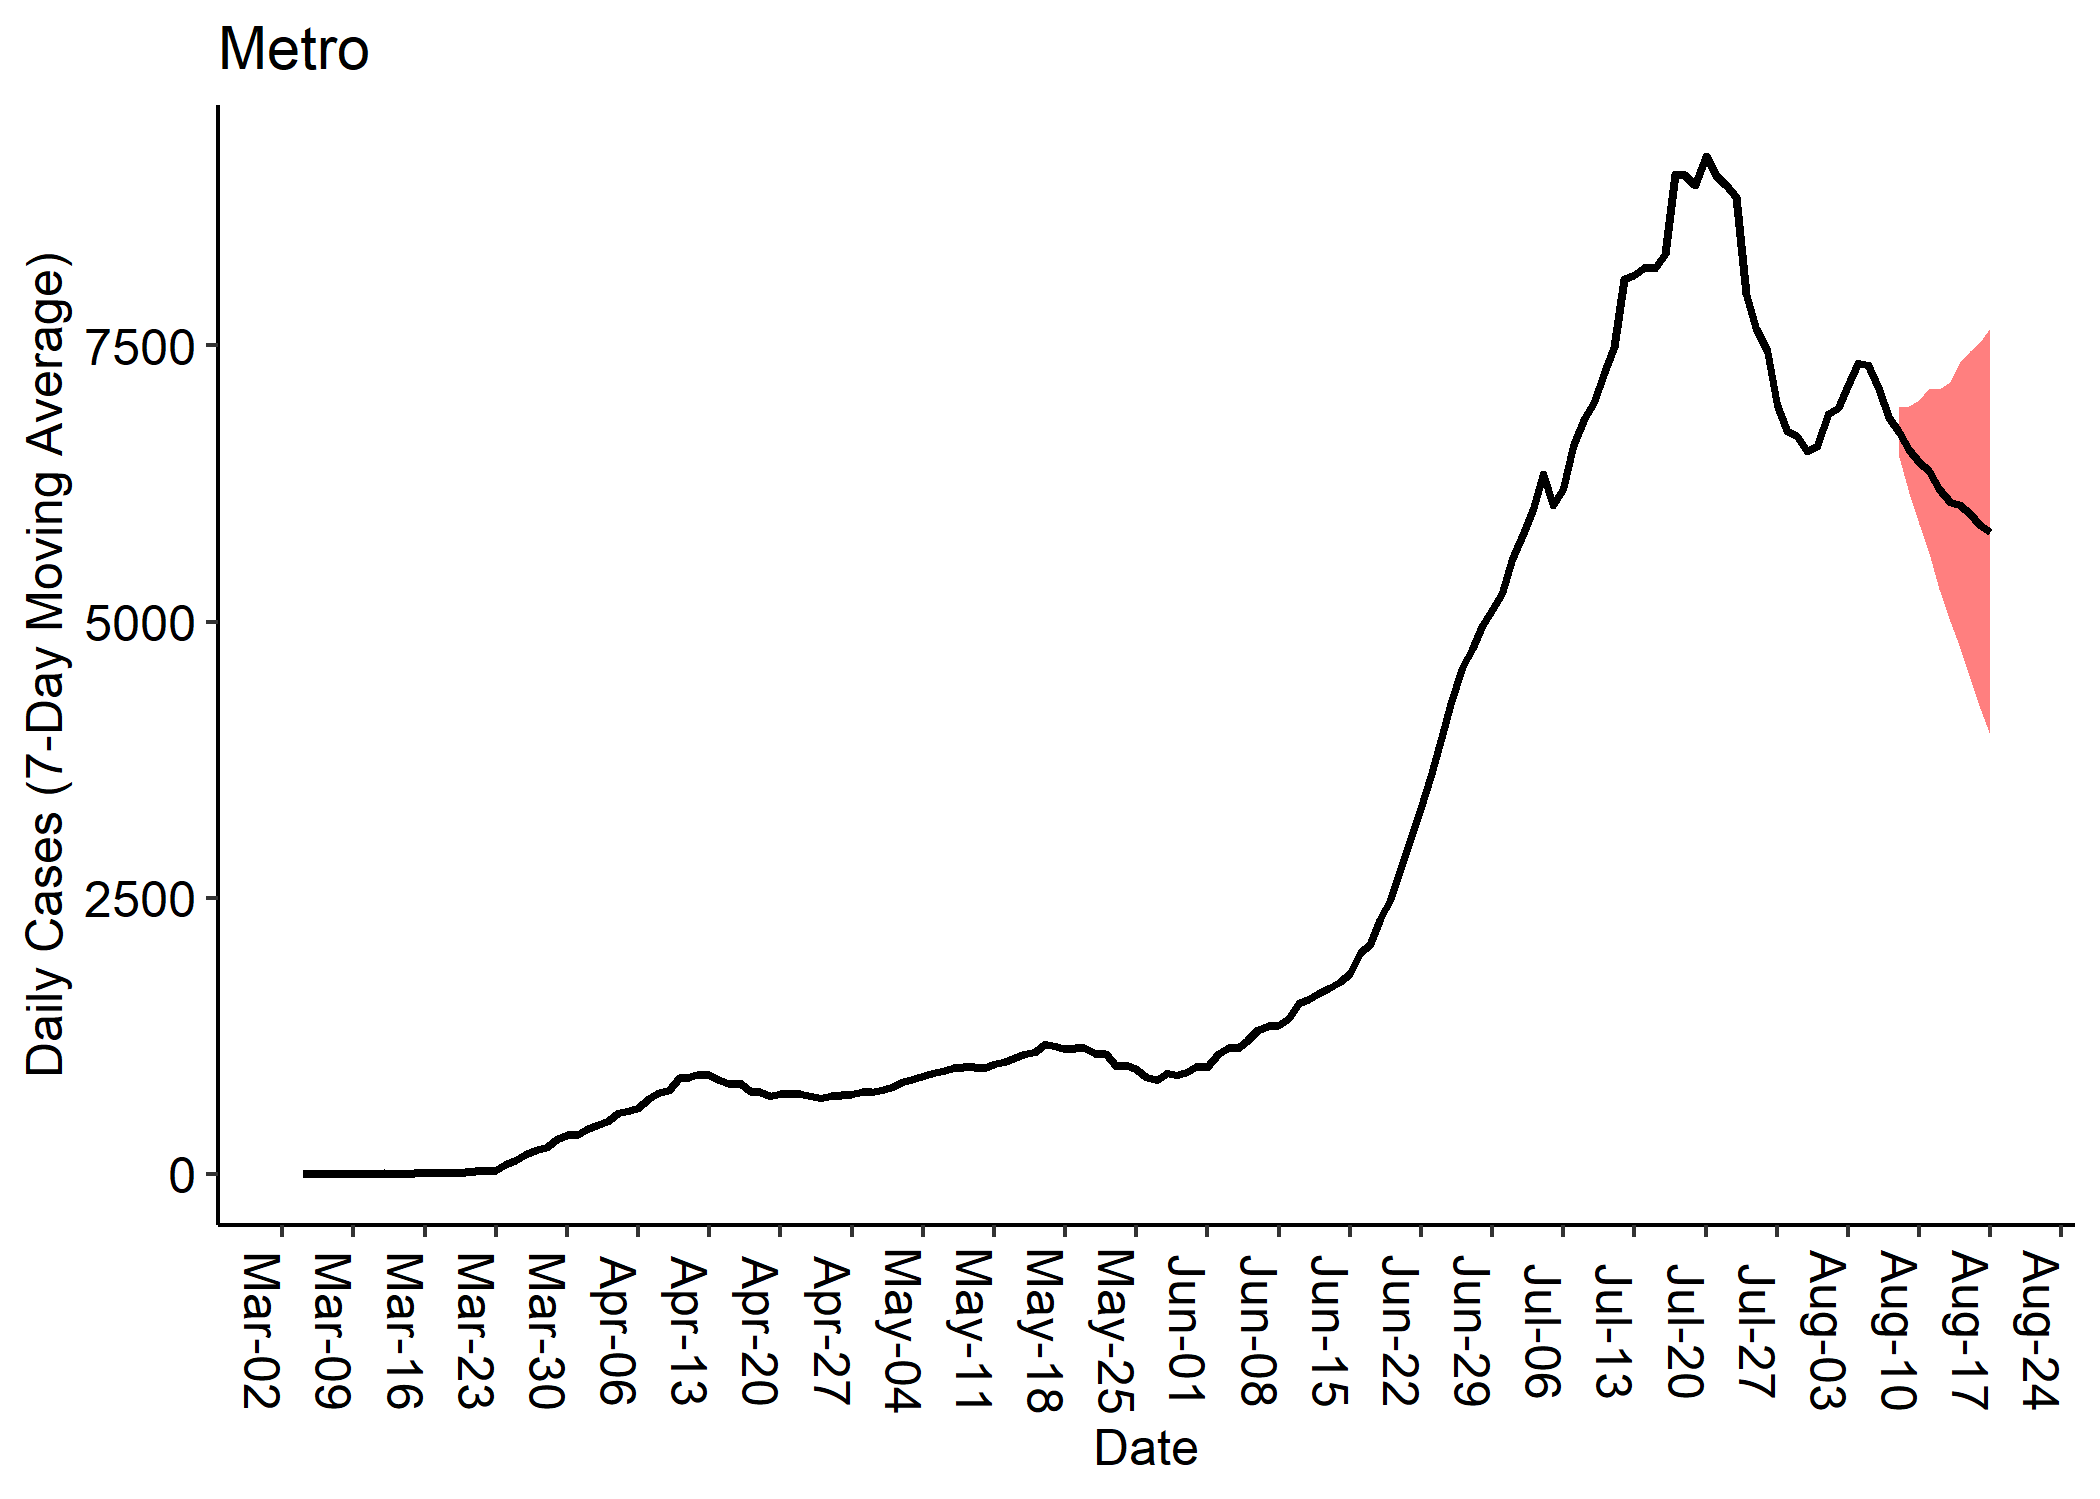 Metro
Daily Cases (7-Day Moving Average)
7500
5000
2500
0
Mar-02
Mar-09
Mar-16
Mar-23
Mar-30
Apr-06
Apr-13
Apr-20
Apr-27
May-04
May-11
May-18
May-25
Jun-01
Jun-08
Jun-15
Jun-22
Jun-29
Jul-06
Jul-13
Jul-20
Jul-27
Aug-03
Aug-10
Aug-17
Aug-24
Date